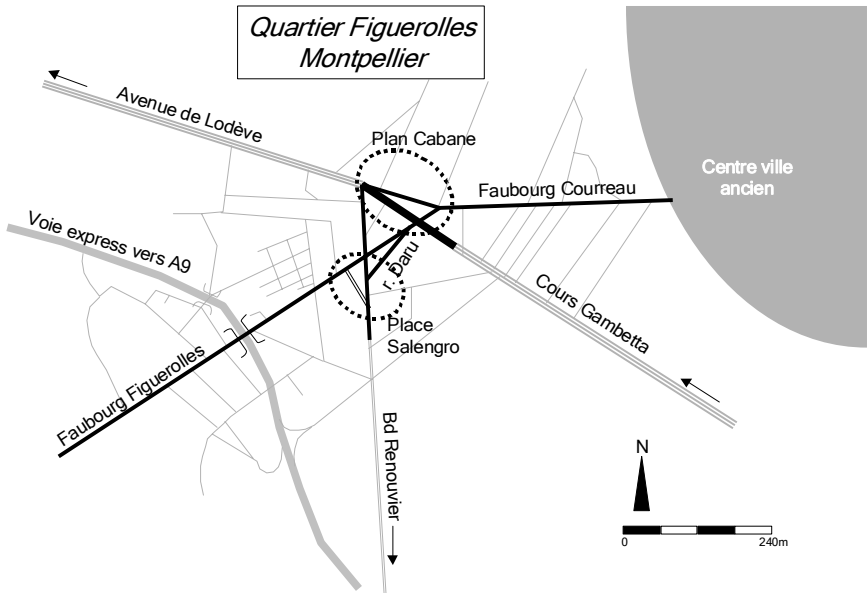 Quartier Figuerolles
Montpellier
Avenue de Lodève
Plan Cabane
Centre ville
ancien
Faubourg Courreau
Voie express vers A9
r. Daru
Cours Gambetta
Place
Salengro
Faubourg Figuerolles
Bd Renouvier
N
0
240m